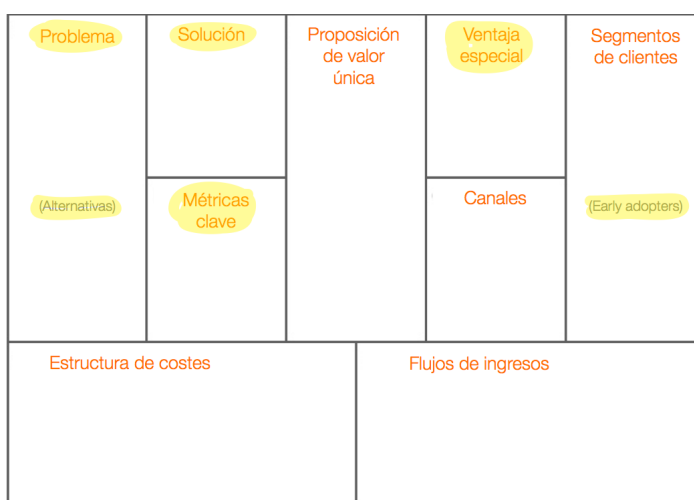 Problema
(Alternativas)
Solución
Métricas
clave
Proposición
de valor
única
Ventaja
especial
Canales
Segmentos
de clientes
(Early adopters)
Estructura de costes
Flujos de ingresos